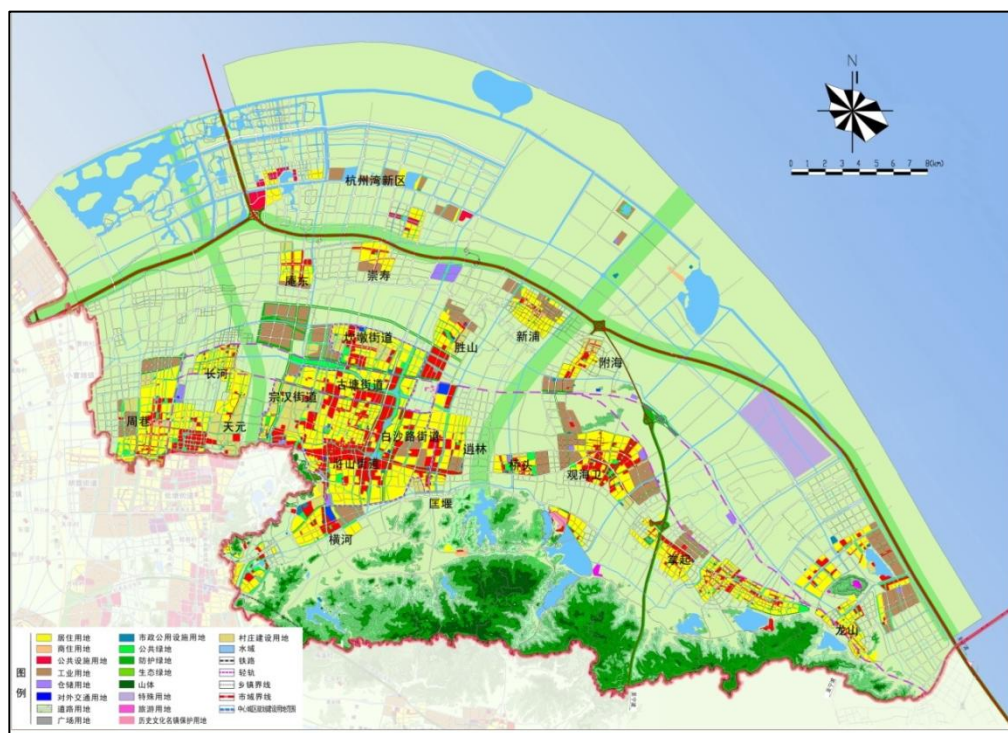 N
0 1 2 3 4 5 6 7 80(km)
杭州湾新区
庵东
崇寿
胜山
新浦
附海
坎墩街道
长河
古塘街道
宗汉街道
周巷
天元
白沙路街道
浒山街道
逍林
桥头
观海卫
匡堰
横河
掌起
龙山
图例
居住用地
商住用地
公共设施用地
工业用地
仓储用地
对外交通用地
道路用地
广场用地
市政公用设施用地
公共绿地
防护绿地
生态绿地
山体
特殊用地
旅游用地
历史文化名镇保护用地
村庄建设用地
水域
铁路
轻轨
乡镇界线
市域界线